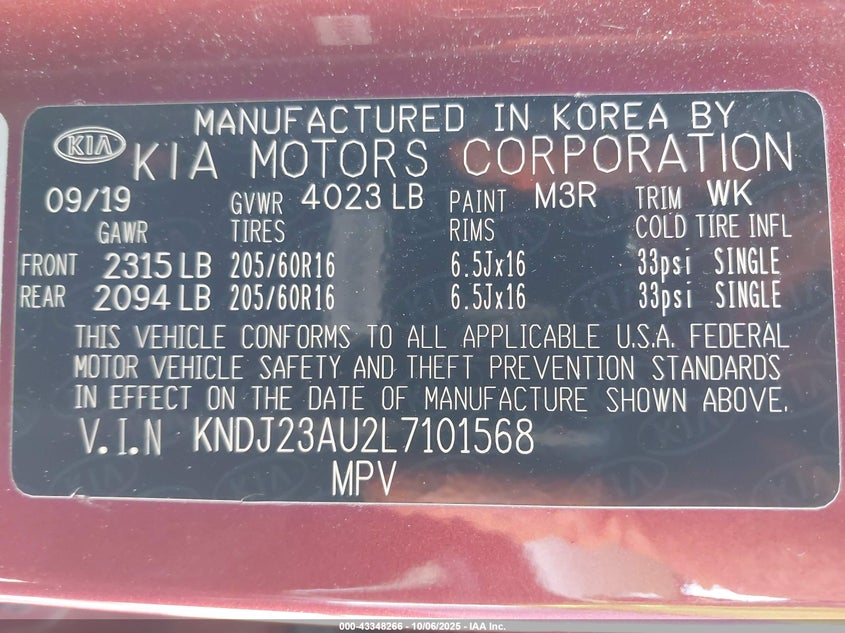 MANUFACTURED IN KOREA BY
KIA KIA MOTORS CORPORATION
09/19 GVWR 4023 LB PAINT M3R TRIM WK
GAWR TIRES RIMS COLD TIRE INFL
FRONT 2315 LB 205/60R16 6.5Jx16 33psi SINGLE
REAR 2094 LB 205/60R16 6.5Jx16 33psi SINGLE
THIS VEHICLE CONFORMS TO ALL APPLICABLE U.S.A. FEDERAL
MOTOR VEHICLE SAFETY AND THEFT PREVENTION STANDARDS
IN EFFECT ON THE DATE OF MANUFACTURE SHOWN ABOVE.
V.I.N KNDJ23AU2L7101568
MPV
000-43348266 - 10/06/2025 - IAA Inc.